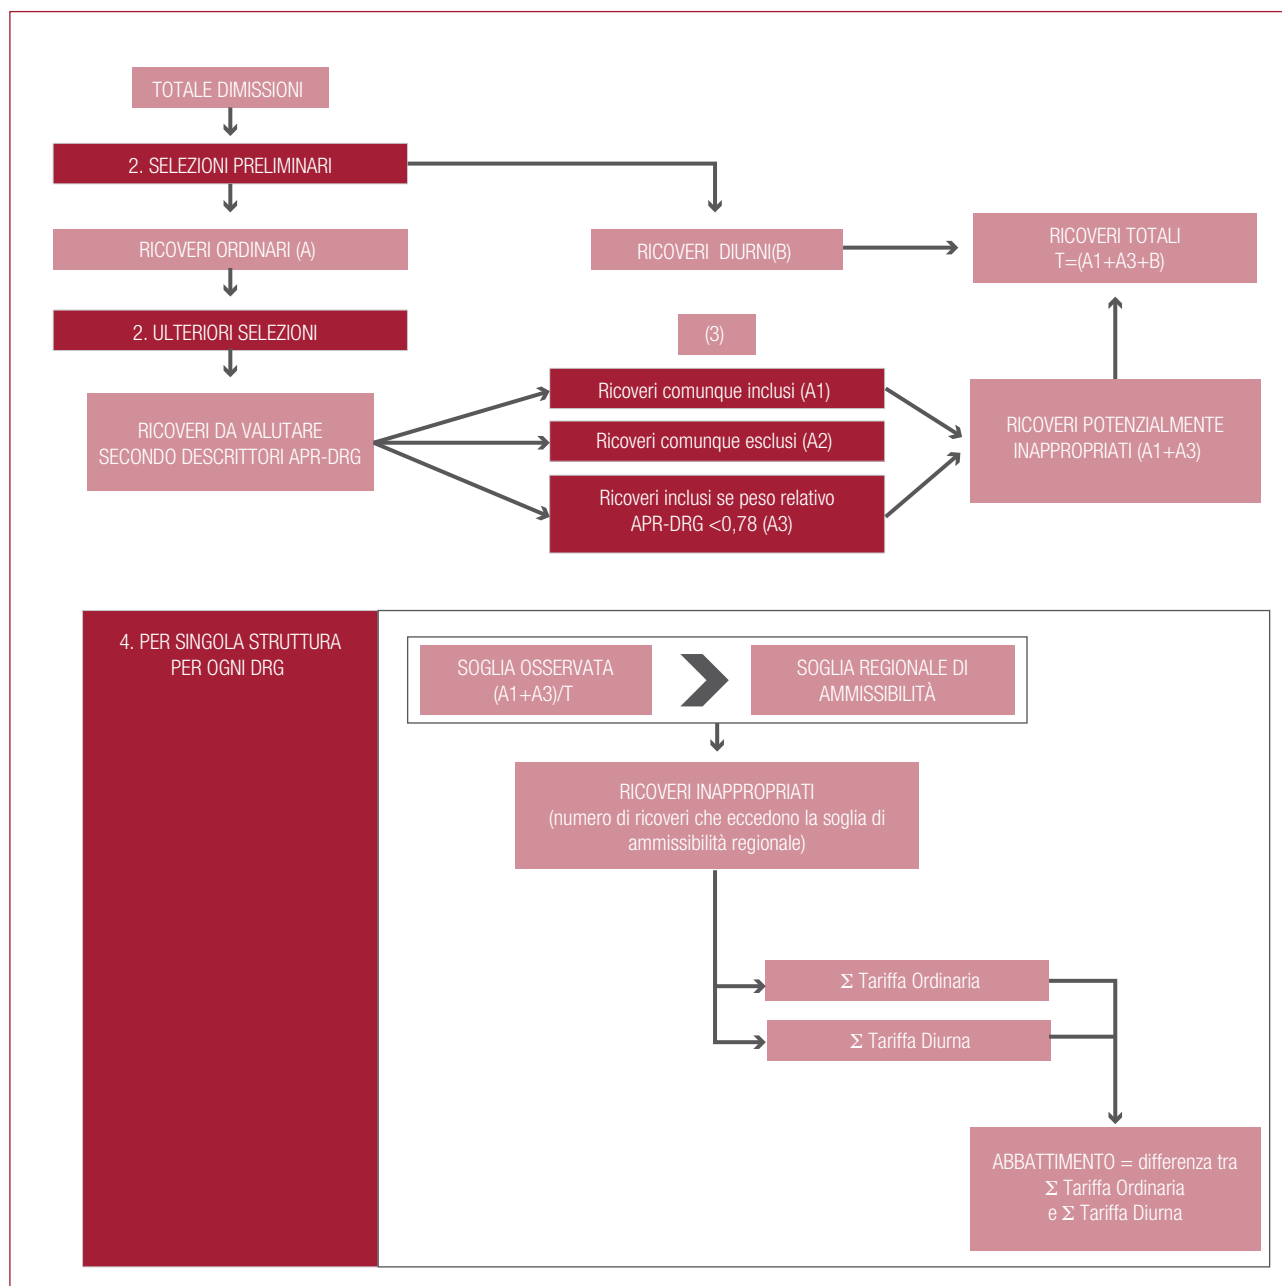 TOTALE DIMISSIONI
2. SELEZIONI PRELIMINARI
RICOVERI ORDINARI (A)
RICOVERI DIURNI(B)
RICOVERI TOTALI
T=(A1+A3+B)
2. ULTERIORI SELEZIONI
(3)
RICOVERI DA VALUTARE
SECONDO DESCRITTORI APR-DRG
Ricoveri comunque inclusi (A1)
Ricoveri comunque esclusi (A2)
Ricoveri inclusi se peso relativo
APR-DRG <0,78 (A3)
RICOVERI POTENZIALMENTE
INAPPROPRIATI (A1+A3)
4. PER SINGOLA STRUTTURA
PER OGNI DRG
SOGLIA OSSERVATA
(A1+A3)/T
SOGLIA REGIONALE DI
AMMISSIBILITÀ
RICOVERI INAPPROPRIATI
(numero di ricoveri che eccedono la soglia di
ammissibilità regionale)
Σ Tariffa Ordinaria
Σ Tariffa Diurna
ABBATTIMENTO = differenza tra
Σ Tariffa Ordinaria
e Σ Tariffa Diurna